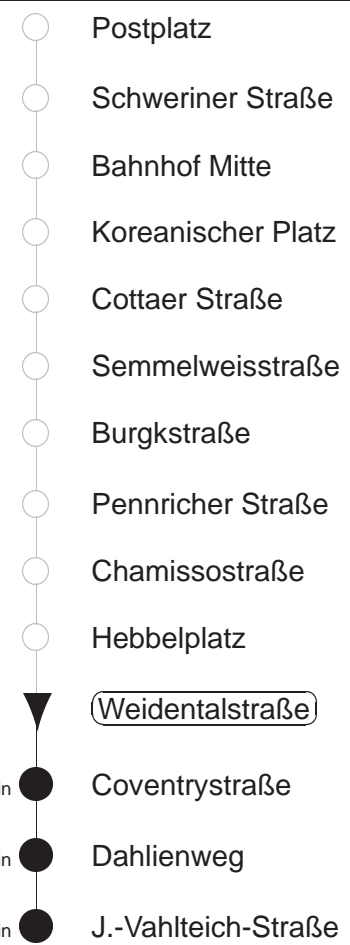 Postplatz
Schweriner Straße
Bahnhof Mitte
Koreanischer Platz
Cottaer Straße
Semmelweisstraße
Burgkstraße
Pennricher Straße
Chamissostraße
Hebbelplatz
Weidentalstraße
Coventrystraße
Dahlienweg
J.-Vahlteich-Straße